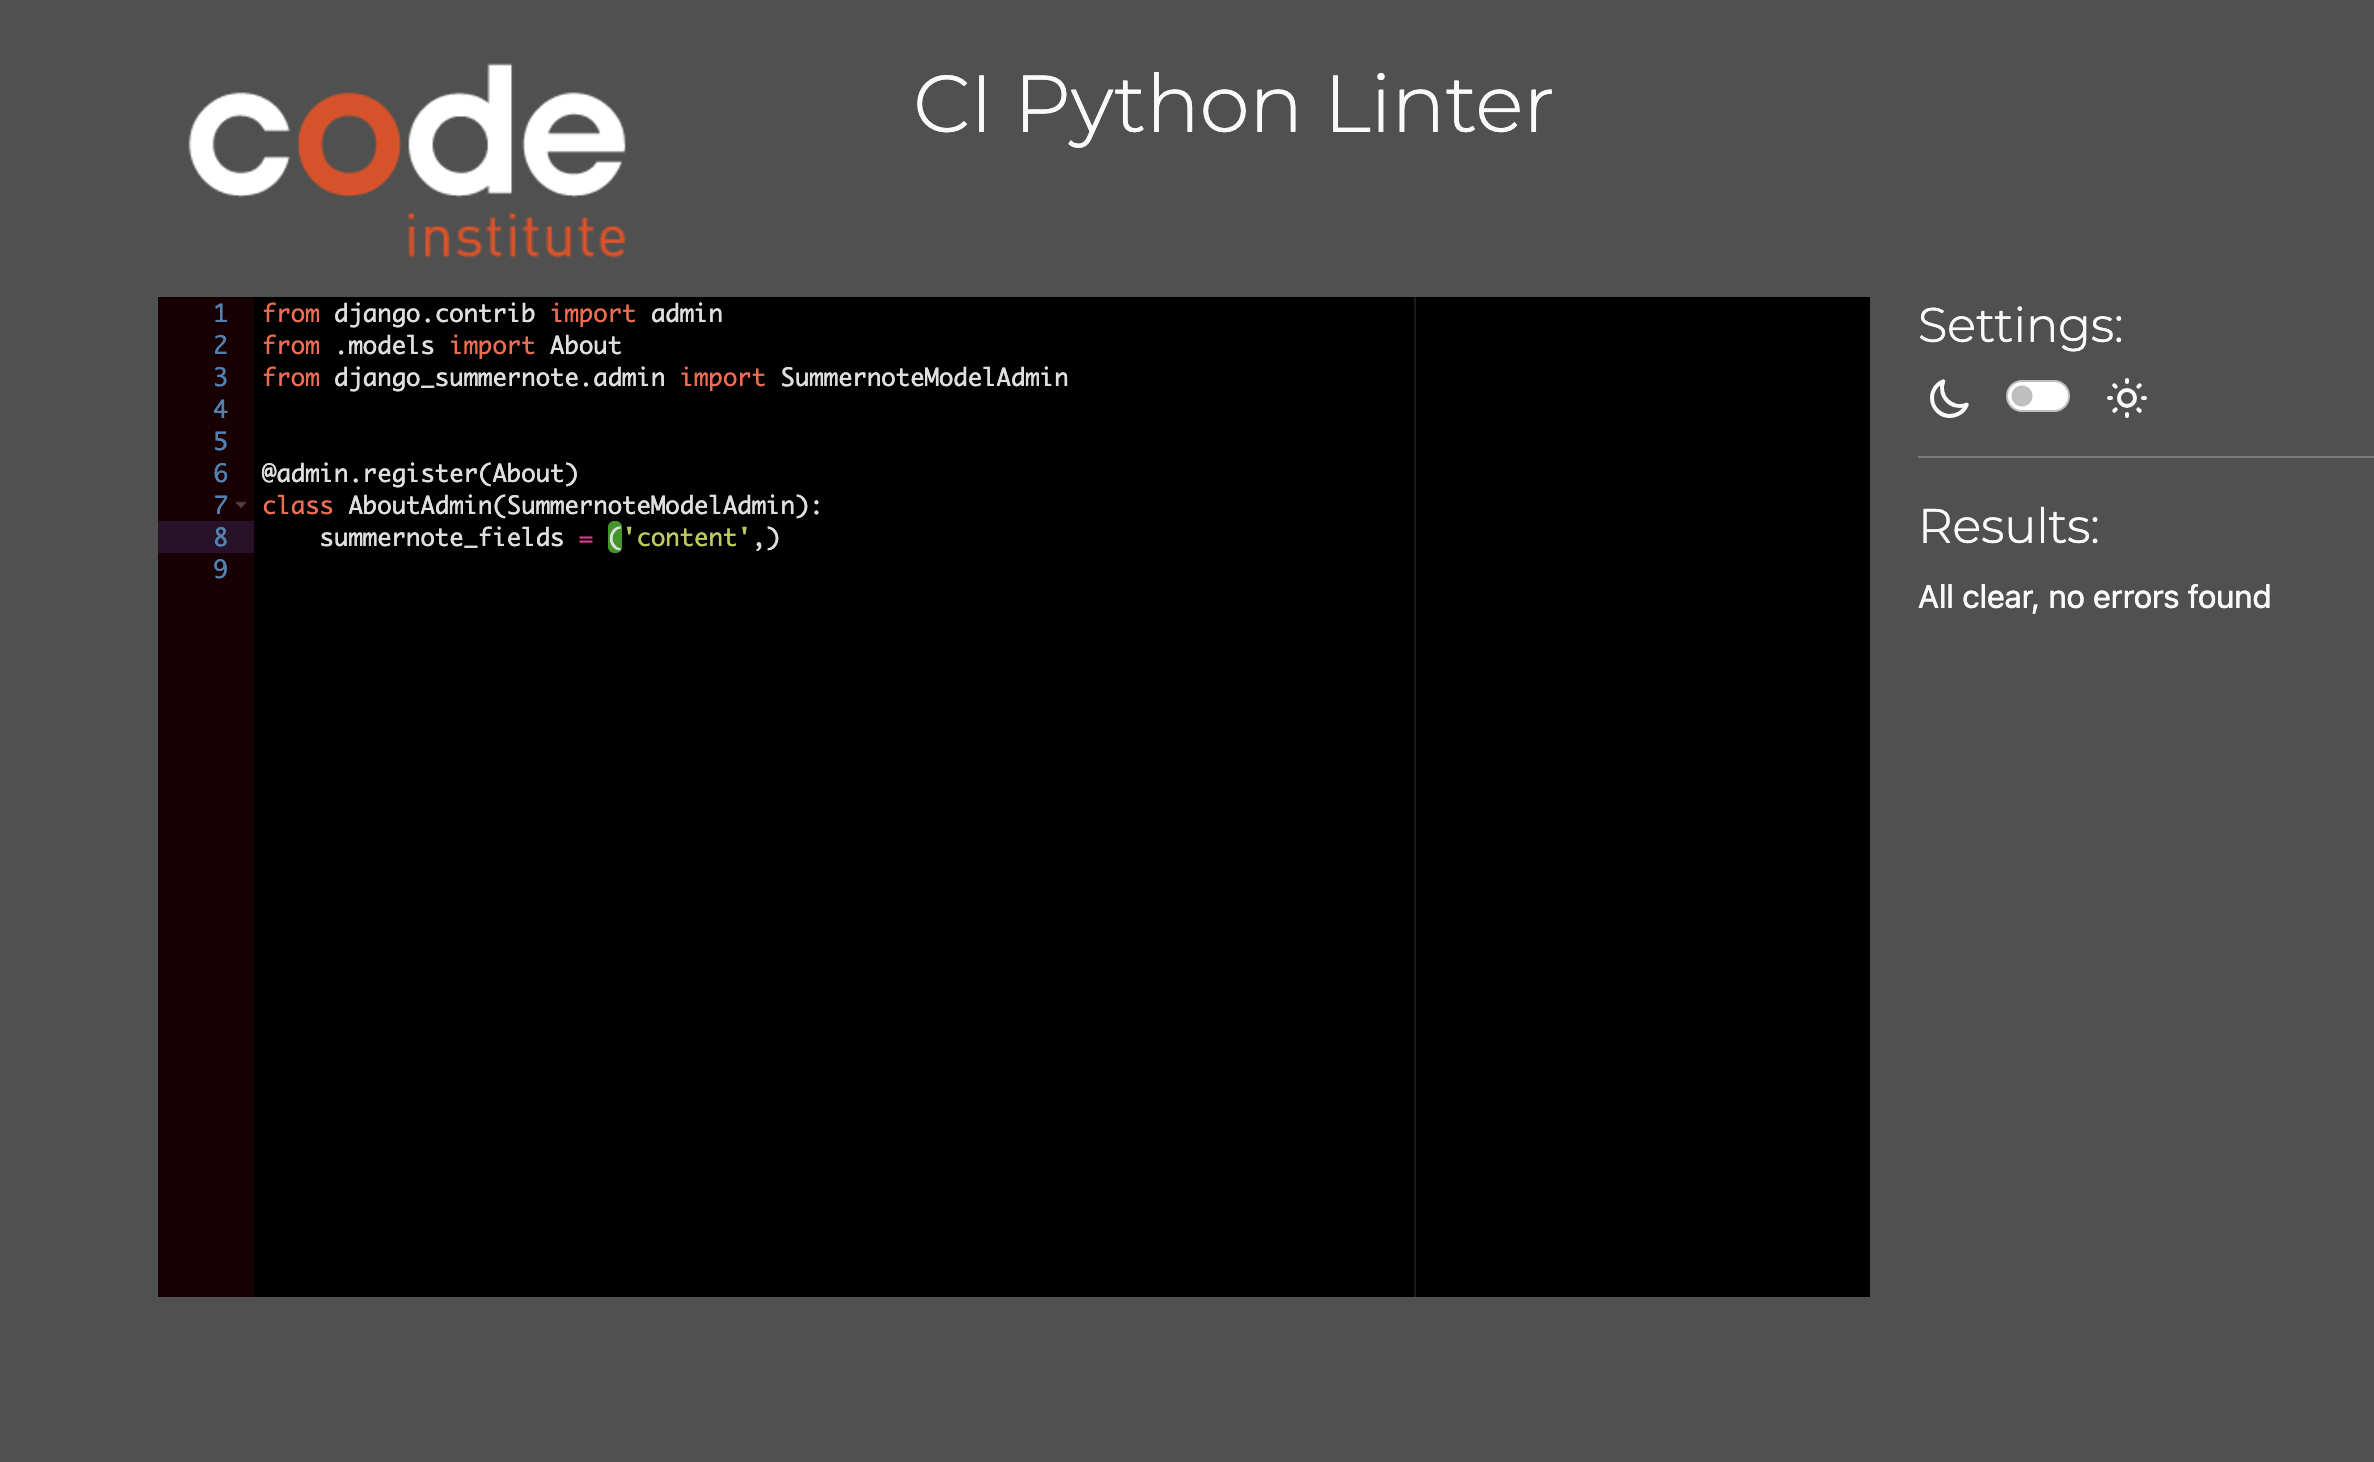 code
institute
CI Python Linter
1 from django.contrib import admin
2 from .models import About
3 from django_summernote.admin import SummernoteModelAdmin
4
5
6 @admin.register(About)
7 class AboutAdmin(SummernoteModelAdmin):
8     summernote_fields = ('content',)
9
Settings:
Results:
All clear, no errors found